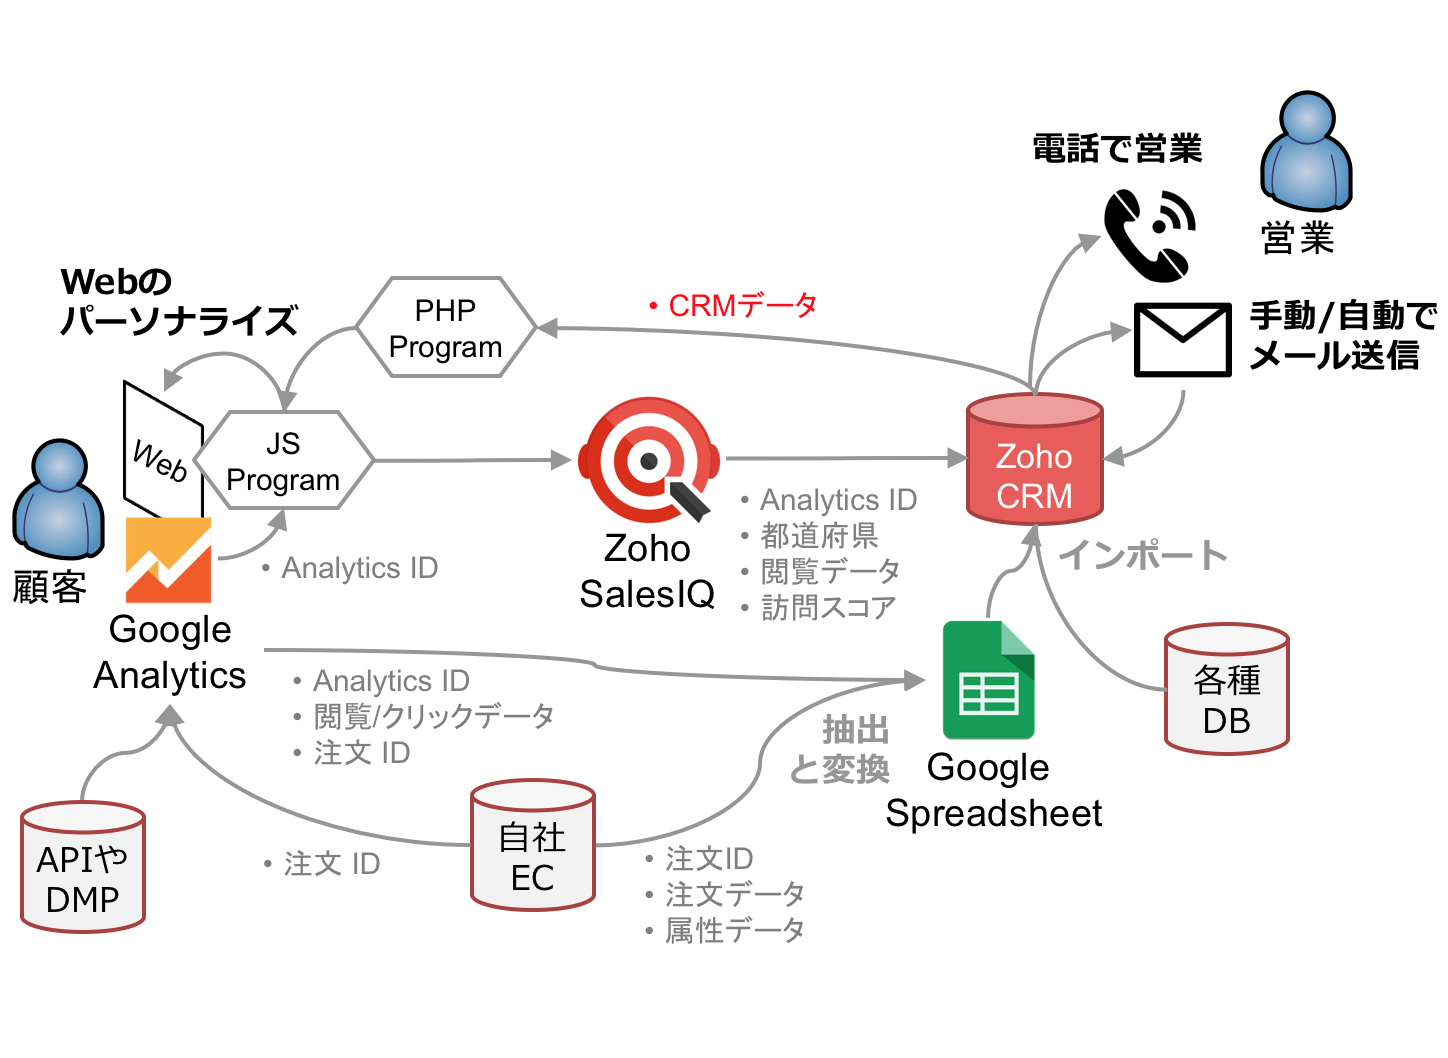 電話で営業
営業
Webの
パーソナライズ
PHP
Program
• CRMデータ
手動/自動で
メール送信
Web
JS
Program
Zoho
CRM
• Analytics ID
• 都道府県
• 閲覧データ
• 訪問スコア
Zoho
SalesIQ
• Analytics ID
顧客
インポート
Google
Analytics
• Analytics ID
• 閲覧/クリックデータ
• 注文 ID
各種
DB
抽出
と変換
Google
Spreadsheet
APIや
DMP
• 注文 ID
自社
EC
• 注文ID
• 注文データ
• 属性データ